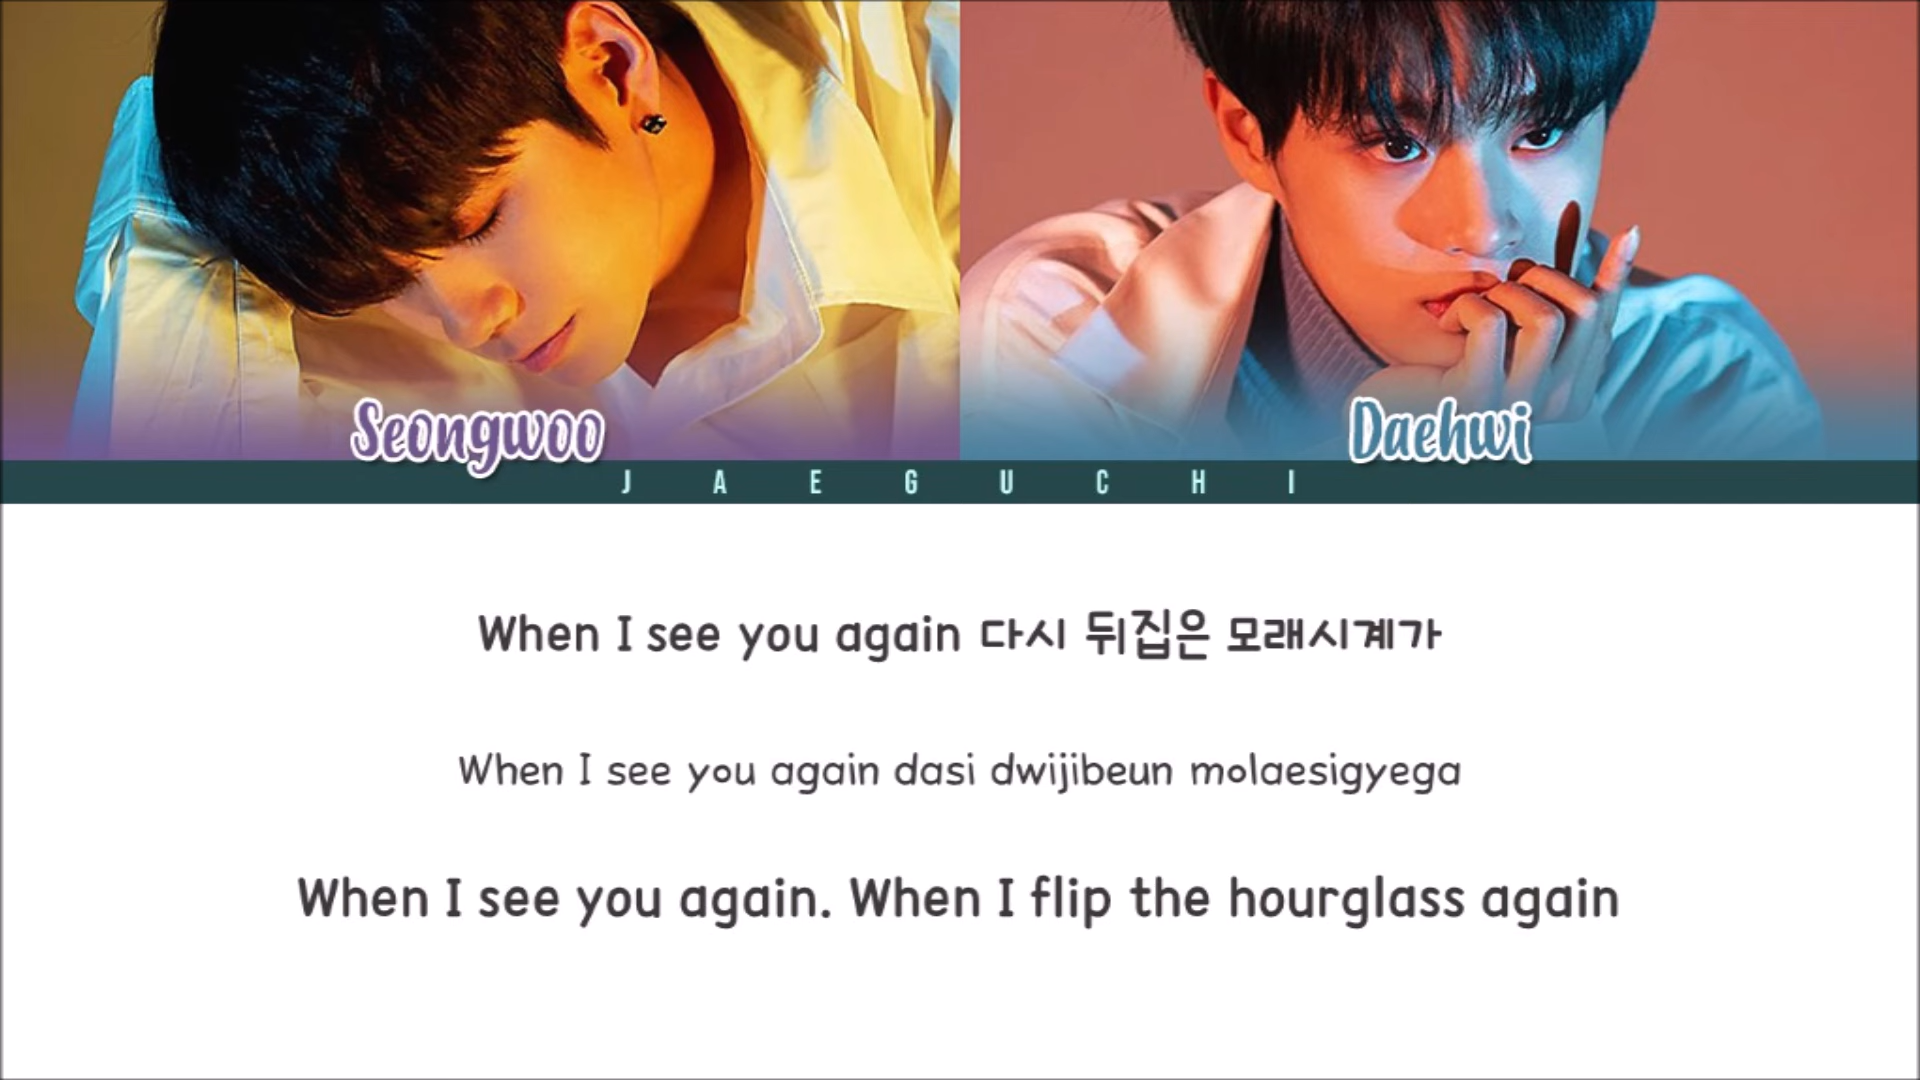 Seongwoo
Daehwi
JAEGUCHI
When I see you again 다시 뒤집은 모래시계가
When I see you again dasi dwijibeun molaesigyega
When I see you again. When I flip the hourglass again